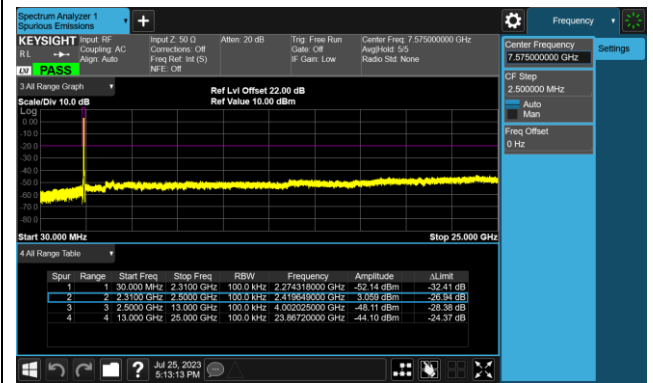 Spectrum Analyzer 1
Spurious Emissions
Frequency
KEYSIGHT
Input: RF
Coupling: AC
Align: Auto
Input Z: 50 Ω
Corrections: Off
Freq Ref: Int (S)
NFE: Off
Atten: 20 dB
Trig: Free Run
Gate: Off
IF Gain: Low
Center Freq: 7.575000000 GHz
Avg|Hold: 5/5
Radio Std: None
RL
LXI
PASS
Center Frequency
7.575000000 GHz
Settings
CF Step
2.500000 MHz
Auto
Man
Freq Offset
0 Hz
3 All Range Graph
Scale/Div 10.0 dB
Ref Lvl Offset 22.00 dB
Ref Value 10.00 dBm
Log
0.00
-10.0
-20.0
-30.0
-40.0
-50.0
-60.0
-70.0
-80.0
Start 30.000 MHz
Stop 25.000 GHz
4 All Range Table
Spur Range Start Freq Stop Freq RBW Frequency Amplitude ΔLimit
1 1 30.000 MHz 2.3100 GHz 100.0 kHz 2.274318000 GHz -52.14 dBm -32.41 dB
2 2 2.3100 GHz 2.5000 GHz 100.0 kHz 2.419649000 GHz 3.059 dBm -26.94 dB
3 3 2.5000 GHz 13.000 GHz 100.0 kHz 4.002025000 GHz -48.11 dBm -28.38 dB
4 4 13.000 GHz 25.000 GHz 100.0 kHz 23.86720000 GHz -44.10 dBm -24.37 dB
?
Jul 25, 2023
5:13:13 PM